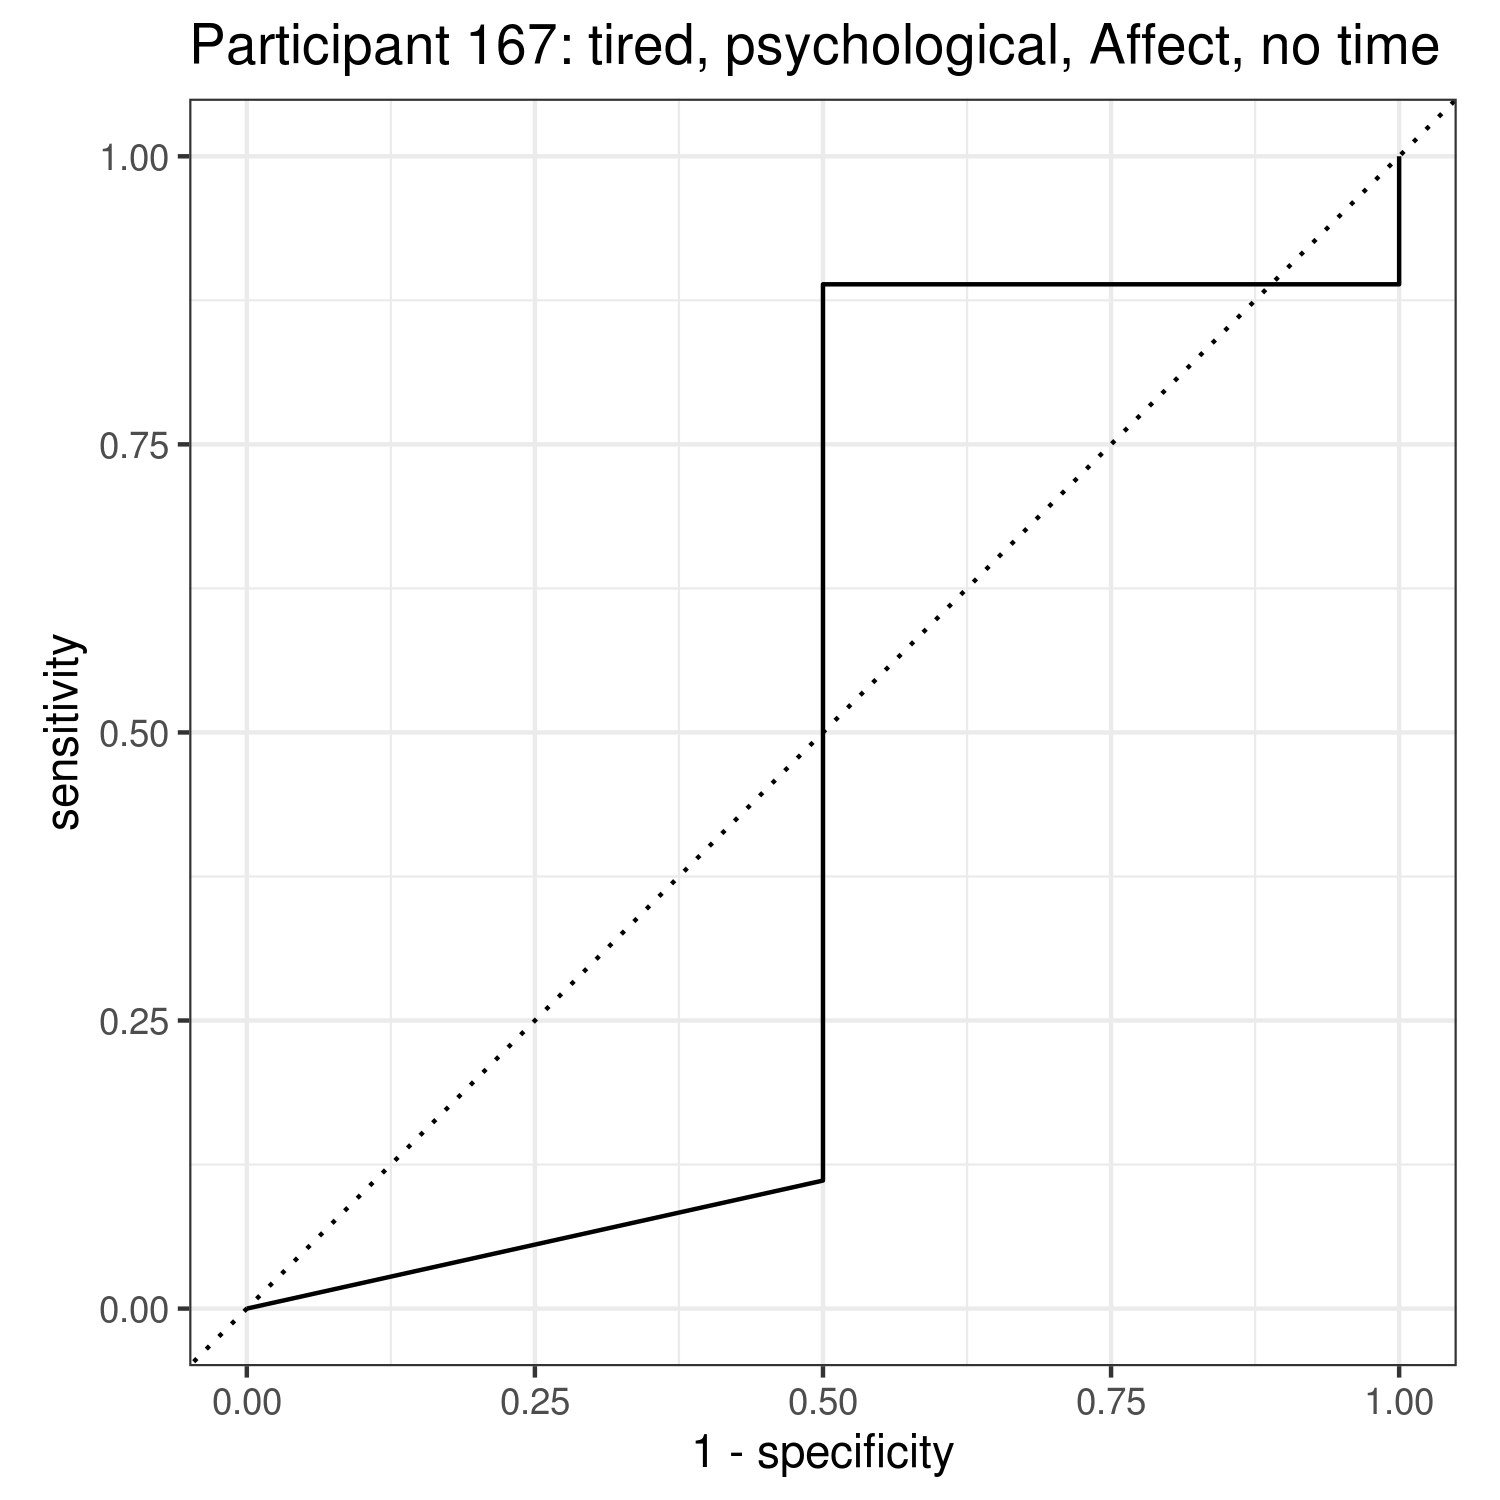 Participant 167: tired, psychological, Affect, no time
1.00
0.75
0.50
0.25
0.00
sensitivity
0.00 0.25 0.50 0.75 1.00
1 - specificity